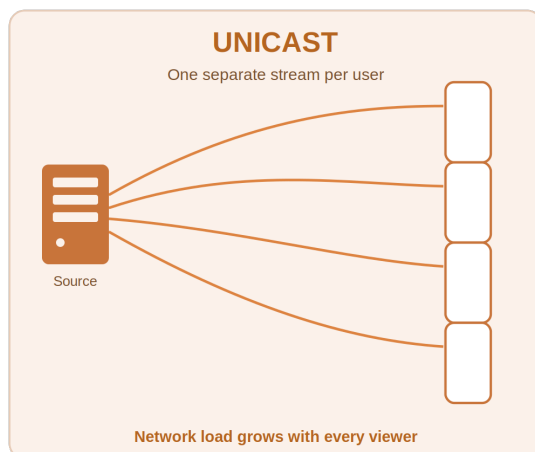 UNICAST
One separate stream per user
Source
Network load grows with every viewer